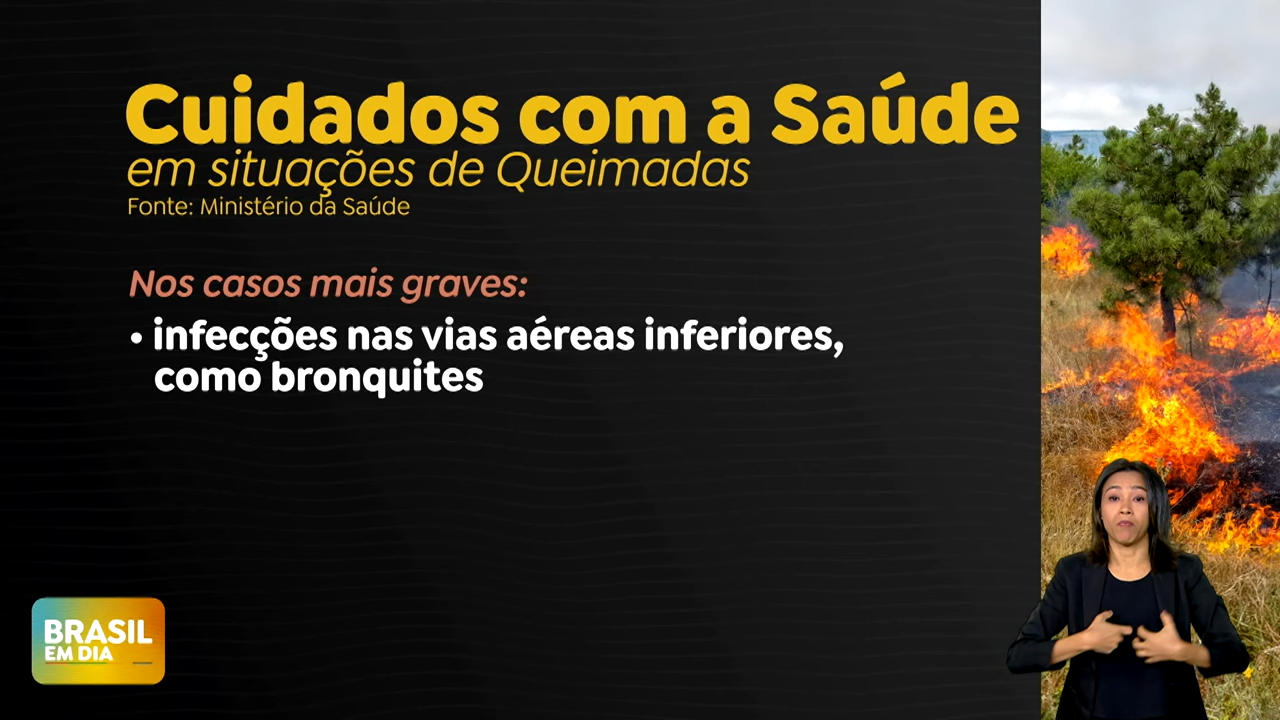 Cuidados com a Saúde
em situações de Queimadas
Fonte: Ministério da Saúde
Nos casos mais graves:
• infecções nas vias aéreas inferiores,
como bronquites
BRASIL
EM DIA